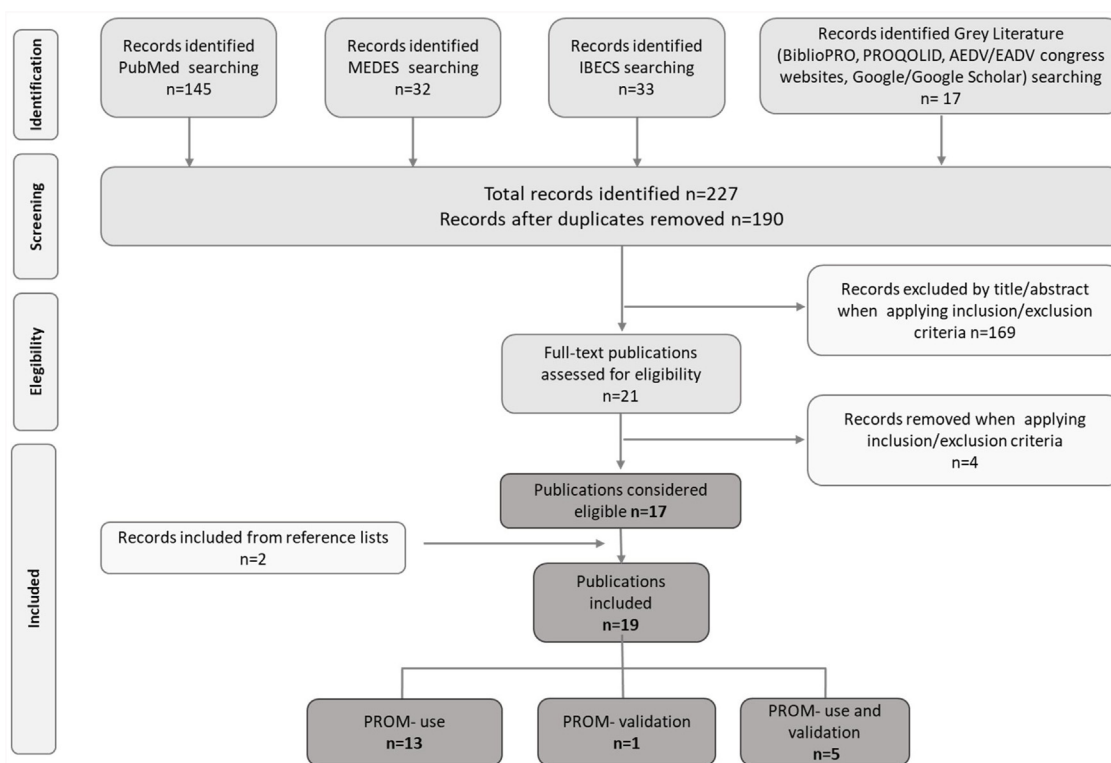 Identification
Records identified
PubMed searching
n=145
Records identified
MEDES searching
n=32
Records identified
IBECS searching
n=33
Records identified Grey Literature
(BiblioPRO, PROQOLID, AEDV/EADV congress
websites, Google/Google Scholar) searching
n= 17
Screening
Total records identified n=227
Records after duplicates removed n=190
Records excluded by title/abstract
when applying inclusion/exclusion
criteria n=169
Elegibility
Full-text publications
assessed for eligibility
n=21
Records removed when applying
inclusion/exclusion criteria
n=4
Included
Publications considered
eligible n=17
Records included from reference lists
n=2
Publications
included
n=19
PROM- use
n=13
PROM- validation
n=1
PROM- use and
validation
n=5